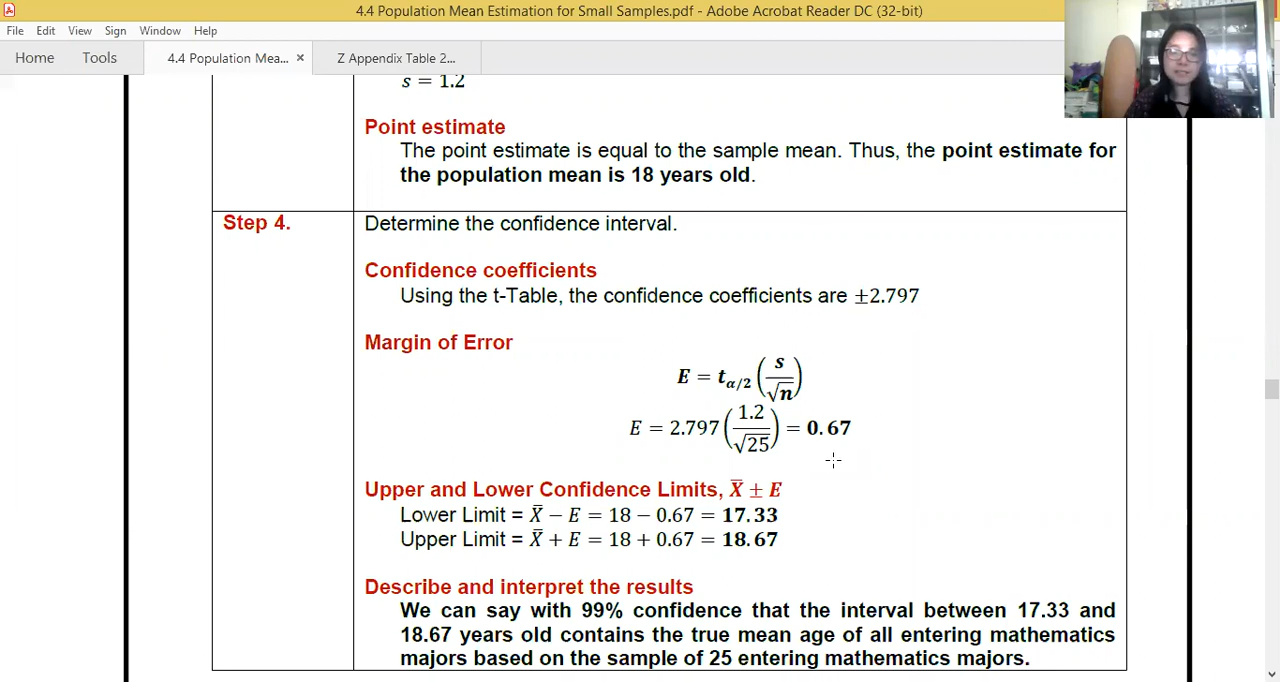 4.4 Population Mean Estimation for Small Samples.pdf - Adobe Acrobat Reader DC (32-bit)
File Edit View Sign Window Help
Home Tools 4.4 Population Mea... × Z Appendix Table 2...
s = 1.2
Point estimate
The point estimate is equal to the sample mean. Thus, the point estimate for
the population mean is 18 years old.
Step 4. Determine the confidence interval.
Confidence coefficients
Using the t-Table, the confidence coefficients are ±2.797
Margin of Error
E = t_{α/2} (s/√n)
E = 2.797 (1.2/√25) = 0.67
Upper and Lower Confidence Limits, X̄ ± E
Lower Limit = X̄ − E = 18 − 0.67 = 17.33
Upper Limit = X̄ + E = 18 + 0.67 = 18.67
Describe and interpret the results
We can say with 99% confidence that the interval between 17.33 and
18.67 years old contains the true mean age of all entering mathematics
majors based on the sample of 25 entering mathematics majors.